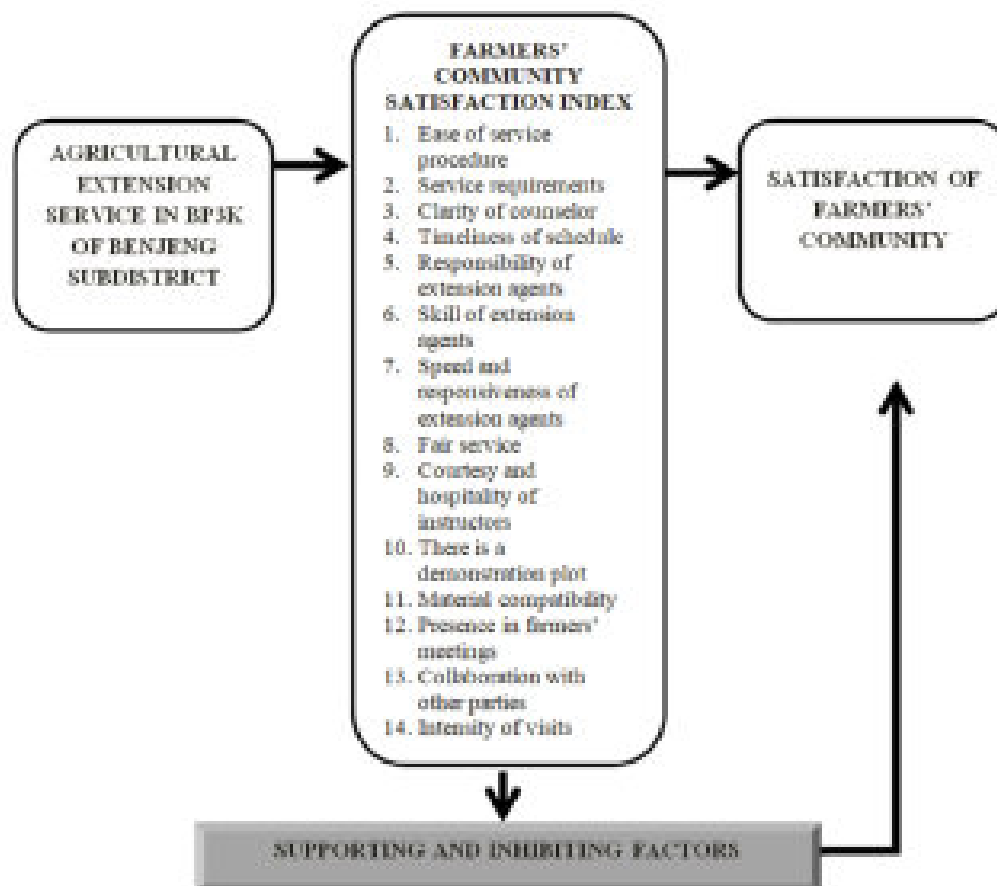 AGRICULTURAL
EXTENSION
SERVICE IN BP3K
OF BENJENG
SUBDISTRICT
FARMERS'
COMMUNITY
SATISFACTION INDEX
1. Ease of service
procedure
2. Service requirements
3. Clarity of counselor
4. Timeliness of schedule
5. Responsibility of
extension agents
6. Skill of extension
agents
7. Speed and
responsiveness of
extension agents
8. Fair service
9. Courtesy and
hospitality of
instructors
10. There is a
demonstration plot
11. Material compatibility
12. Presence in farmers'
meetings
13. Collaboration with
other parties
14. Intensity of visits
SATISFACTION OF
FARMERS'
COMMUNITY
SUPPORTING AND INHIBITING FACTORS